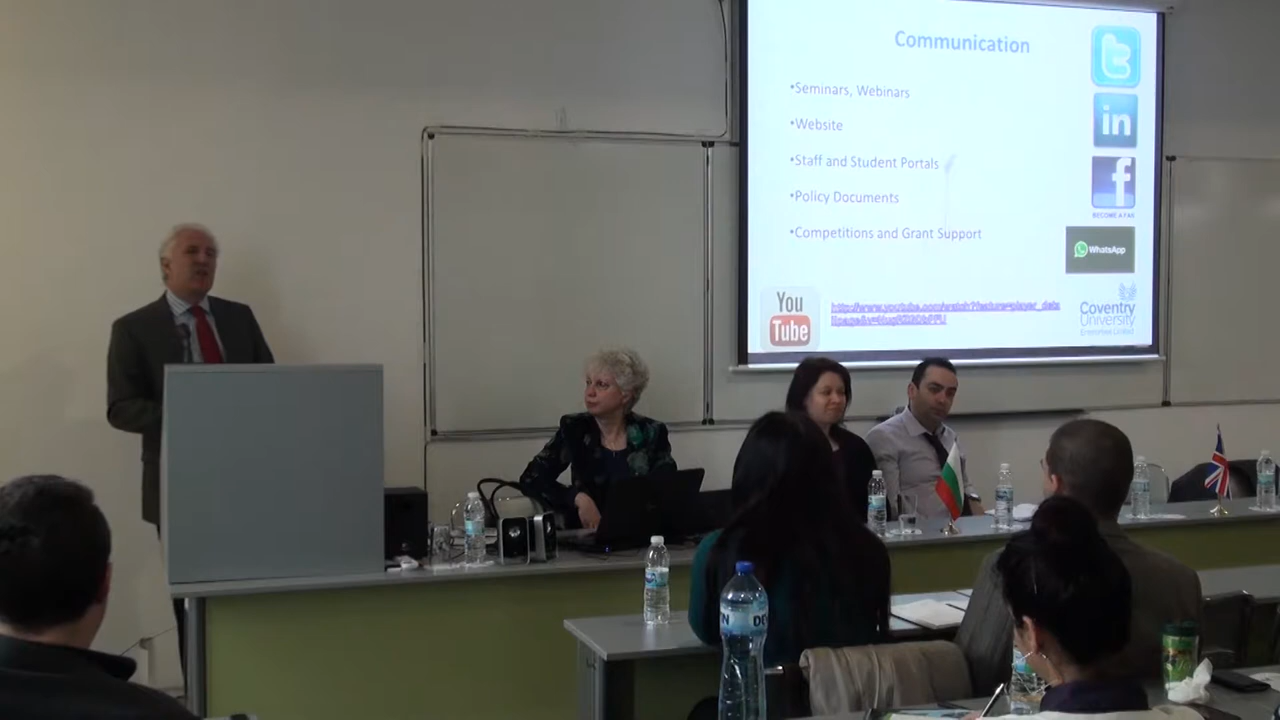 Communication
•Seminars, Webinars
•Website
•Staff and Student Portals
•Policy Documents
•Competitions and Grant Support
in
f
BECOME A FAN
WhatsApp
You
Tube
Coventry
University